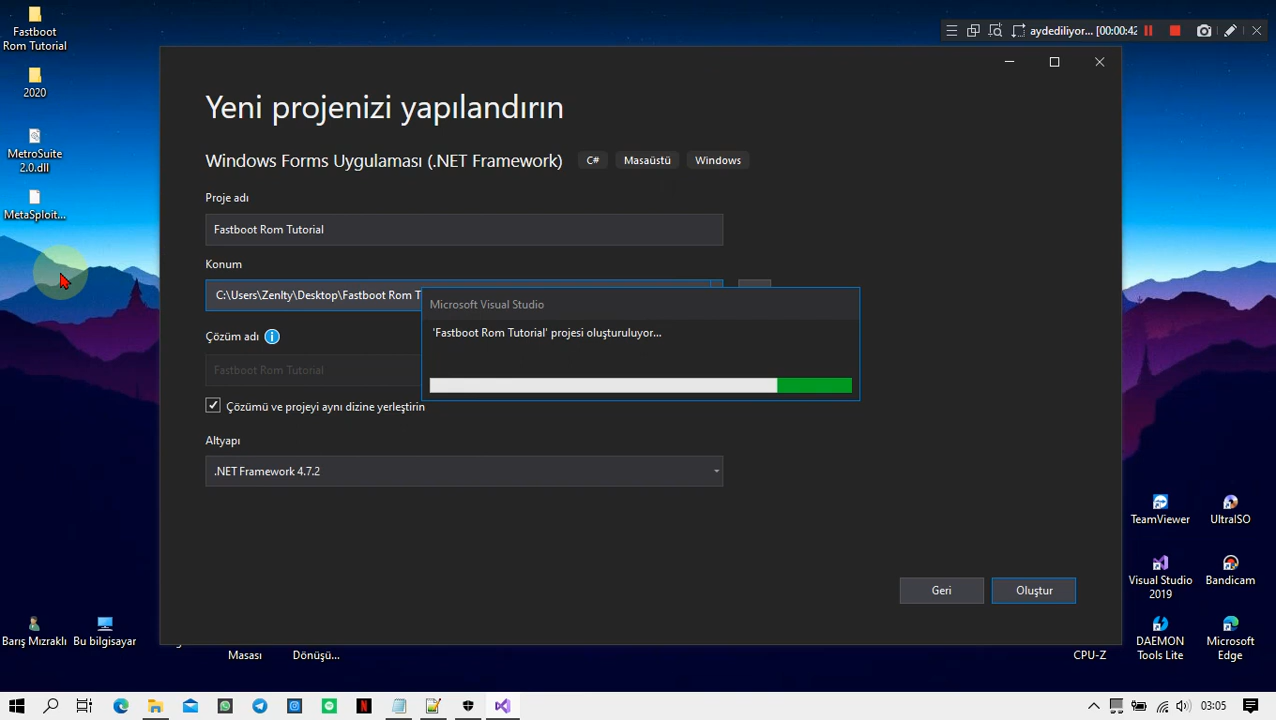 Fastboot
Rom Tutorial
2020
MetroSuite
2.0.dll
MetaSploit...
aydediliyor... [00:00:42]
Yeni projenizi yapılandırın
Windows Forms Uygulaması (.NET Framework) C# Masaüstü Windows
Proje adı
Fastboot Rom Tutorial
Konum
C:\Users\Zenlty\Desktop\Fastboot Rom T
Microsoft Visual Studio
'Fastboot Rom Tutorial' projesi oluşturuluyor...
Çözüm adı
Fastboot Rom Tutorial
Çözümü ve projeyi aynı dizine yerleştirin
Altyapı
.NET Framework 4.7.2
Geri Oluştur
TeamViewer
UltraISO
Visual Studio
2019
Bandicam
Barış Mızraklı
Bu bilgisayar
Masası
Dönüşü...
CPU-Z
DAEMON
Tools Lite
Microsoft
Edge
03:05